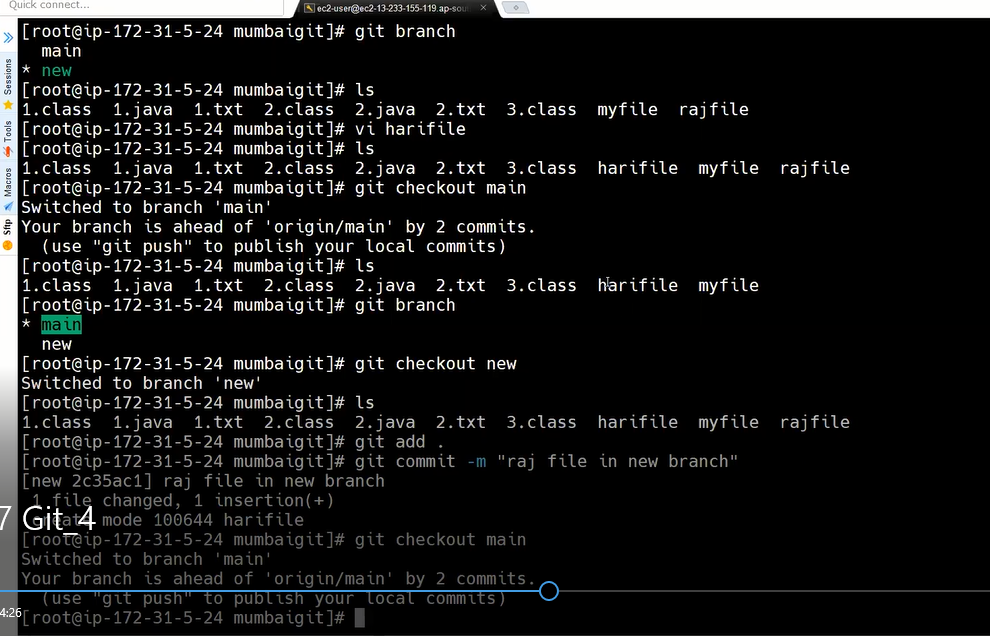 Quick connect...
ec2-user@ec2-13-233-155-119.ap-sou
Sessions
Tools
Macros
Sftp
[root@ip-172-31-5-24 mumbaigit]# git branch
  main
* new
[root@ip-172-31-5-24 mumbaigit]# ls
1.class  1.java  1.txt  2.class  2.java  2.txt  3.class  myfile  rajfile
[root@ip-172-31-5-24 mumbaigit]# vi harifile
[root@ip-172-31-5-24 mumbaigit]# ls
1.class  1.java  1.txt  2.class  2.java  2.txt  3.class  harifile  myfile  rajfile
[root@ip-172-31-5-24 mumbaigit]# git checkout main
Switched to branch 'main'
Your branch is ahead of 'origin/main' by 2 commits.
  (use "git push" to publish your local commits)
[root@ip-172-31-5-24 mumbaigit]# ls
1.class  1.java  1.txt  2.class  2.java  2.txt  3.class  harifile  myfile
[root@ip-172-31-5-24 mumbaigit]# git branch
* main
  new
[root@ip-172-31-5-24 mumbaigit]# git checkout new
Switched to branch 'new'
[root@ip-172-31-5-24 mumbaigit]# ls
1.class  1.java  1.txt  2.class  2.java  2.txt  3.class  harifile  myfile  rajfile
[root@ip-172-31-5-24 mumbaigit]# git add .
[root@ip-172-31-5-24 mumbaigit]# git commit -m "raj file in new branch"
[new 2c35ac1] raj file in new branch
 1 file changed, 1 insertion(+)
 create mode 100644 harifile
7 Git_4
[root@ip-172-31-5-24 mumbaigit]# git checkout main
Switched to branch 'main'
Your branch is ahead of 'origin/main' by 2 commits.
  (use "git push" to publish your local commits)
4:26
[root@ip-172-31-5-24 mumbaigit]#